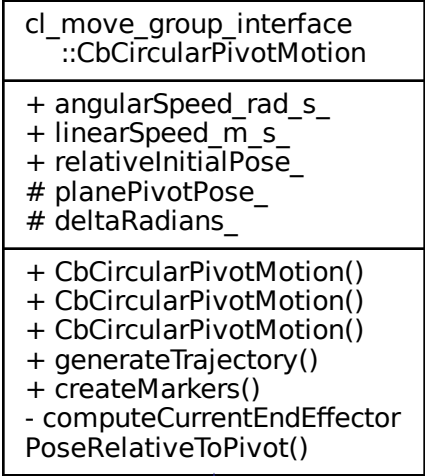 cl_move_group_interface
::CbCircularPivotMotion
+ angularSpeed_rad_s_
+ linearSpeed_m_s_
+ relativeInitialPose_
# planePivotPose_
# deltaRadians_
+ CbCircularPivotMotion()
+ CbCircularPivotMotion()
+ CbCircularPivotMotion()
+ generateTrajectory()
+ createMarkers()
- computeCurrentEndEffector
PoseRelativeToPivot()